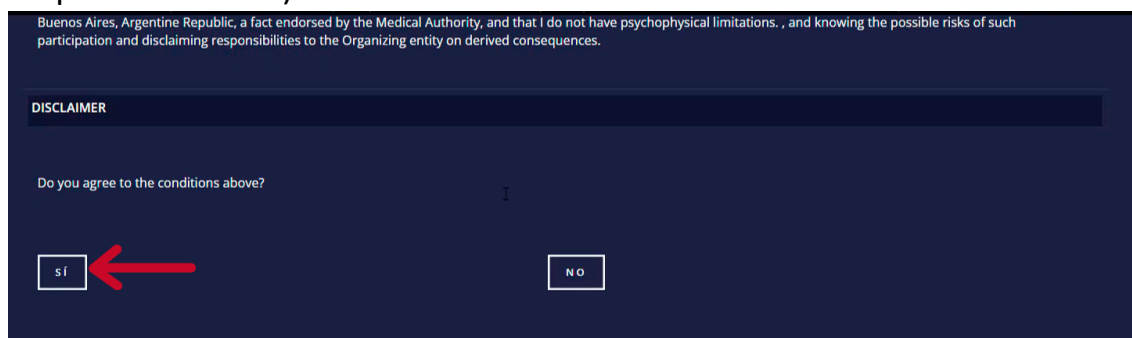 Buenos Aires, Argentine Republic, a fact endorsed by the Medical Authority, and that I do not have psychophysical limitations. , and knowing the possible risks of such
participation and disclaiming responsibilities to the Organizing entity on derived consequences.
DISCLAIMER
Do you agree to the conditions above?
SÍ
NO